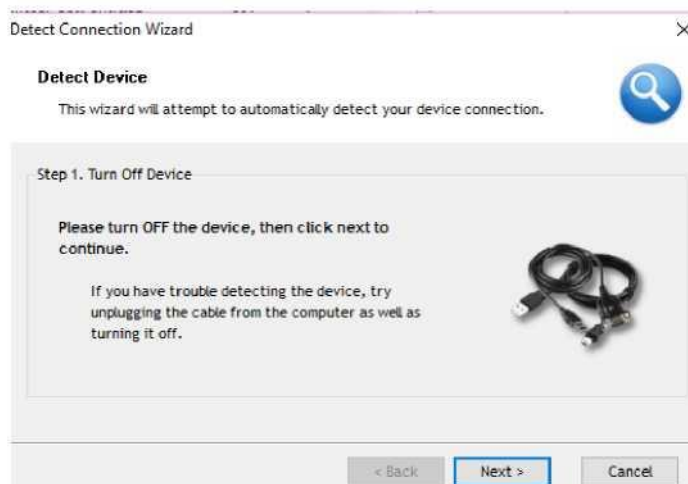 Detect Connection Wizard
Detect Device
This wizard will attempt to automatically detect your device connection.
Step 1. Turn Off Device
Please turn OFF the device, then click next to
continue.
If you have trouble detecting the device, try
unplugging the cable from the computer as well as
turning it off.
< Back
Next >
Cancel